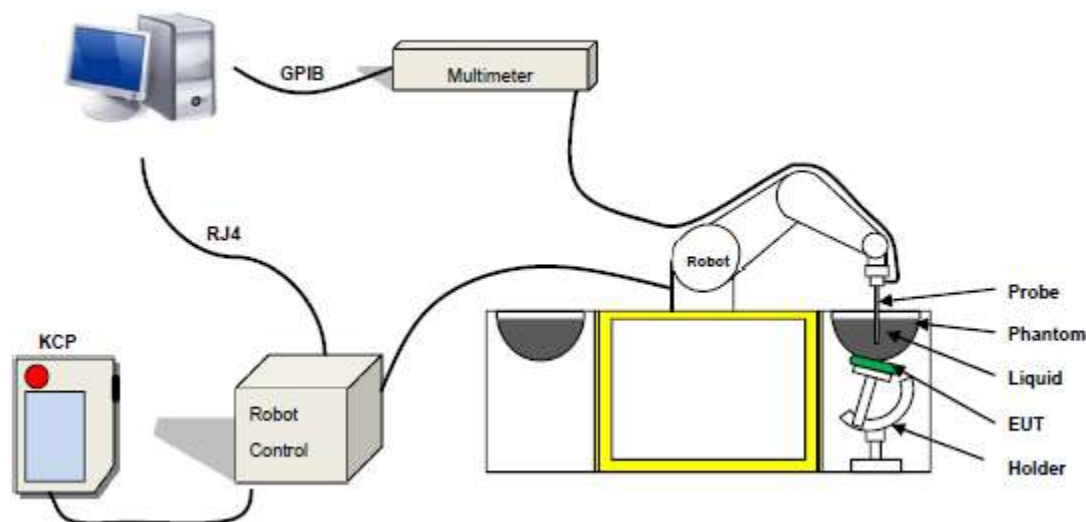 GPIB
Multimeter
RJ4
Robot
Probe
Phantom
KCP
Liquid
Robot
Control
EUT
Holder